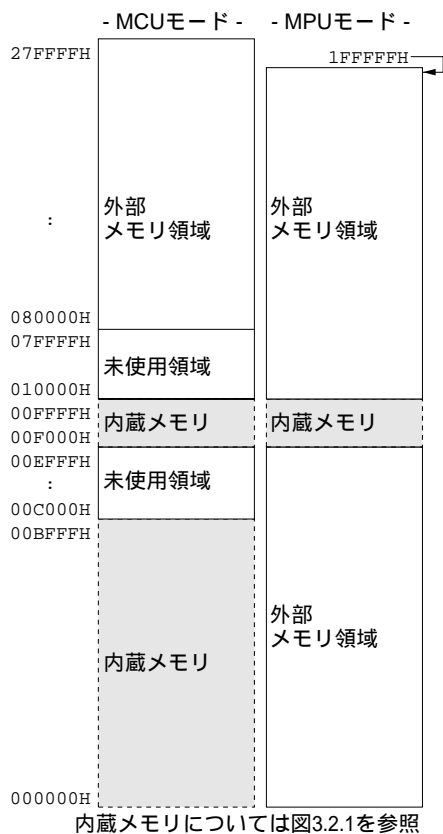 - MCUモード - - MPUモード -
27FFFFH
1FFFFFH
外部
メモリ領域
外部
メモリ領域
:
080000H
07FFFFH
未使用領域
010000H
00FFFFH
内蔵メモリ
内蔵メモリ
00F000H
00EFFFH
未使用領域
:
00C000H
00BFFFH
外部
メモリ領域
内蔵メモリ
000000H
内蔵メモリについては図3.2.1を参照